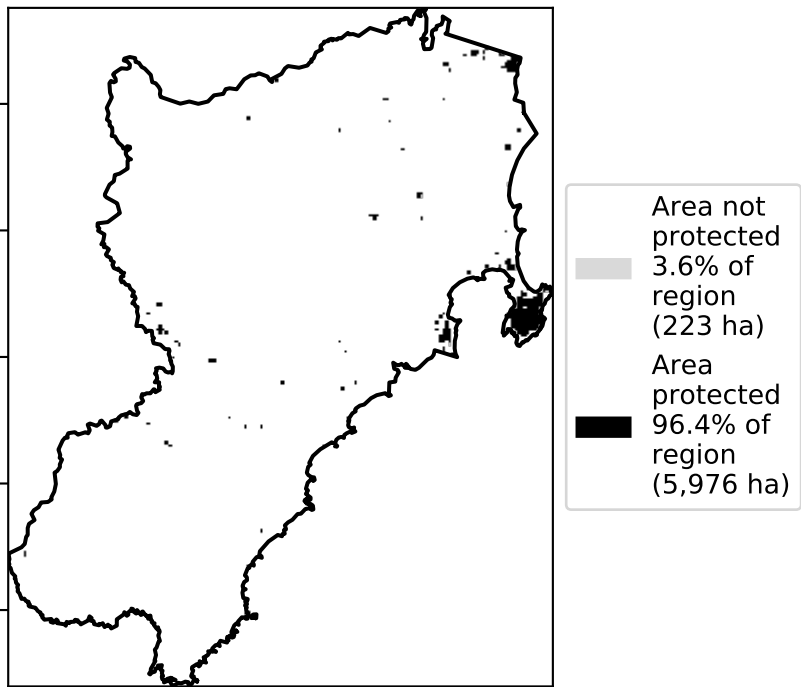 Area not
protected
3.6% of
region
(223 ha)
Area
protected
96.4% of
region
(5,976 ha)